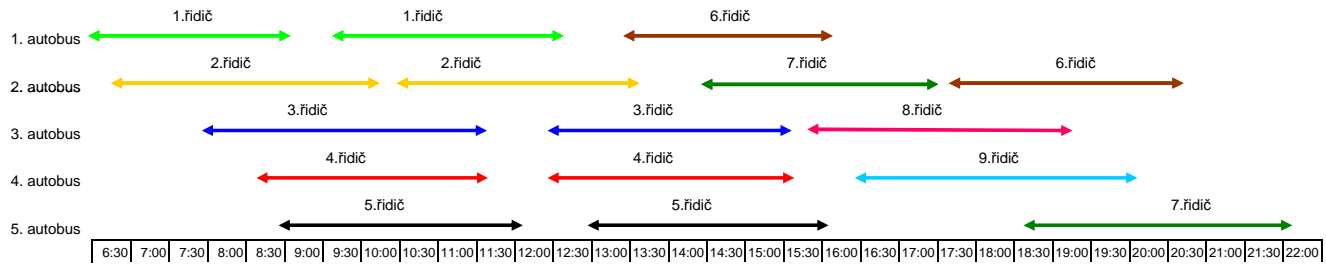 1.řidič 1.řidič 6.řidič
1. autobus
2.řidič 2.řidič 7.řidič 6.řidič
2. autobus
3.řidič 3.řidič 8.řidič
3. autobus
4.řidič 4.řidič 9.řidič
4. autobus
5.řidič 5.řidič 7.řidič
5. autobus
6:30 7:00 7:30 8:00 8:30 9:00 9:30 10:00 10:30 11:00 11:30 12:00 12:30 13:00 13:30 14:00 14:30 15:00 15:30 16:00 16:30 17:00 17:30 18:00 18:30 19:00 19:30 20:00 20:30 21:00 21:30 22:00